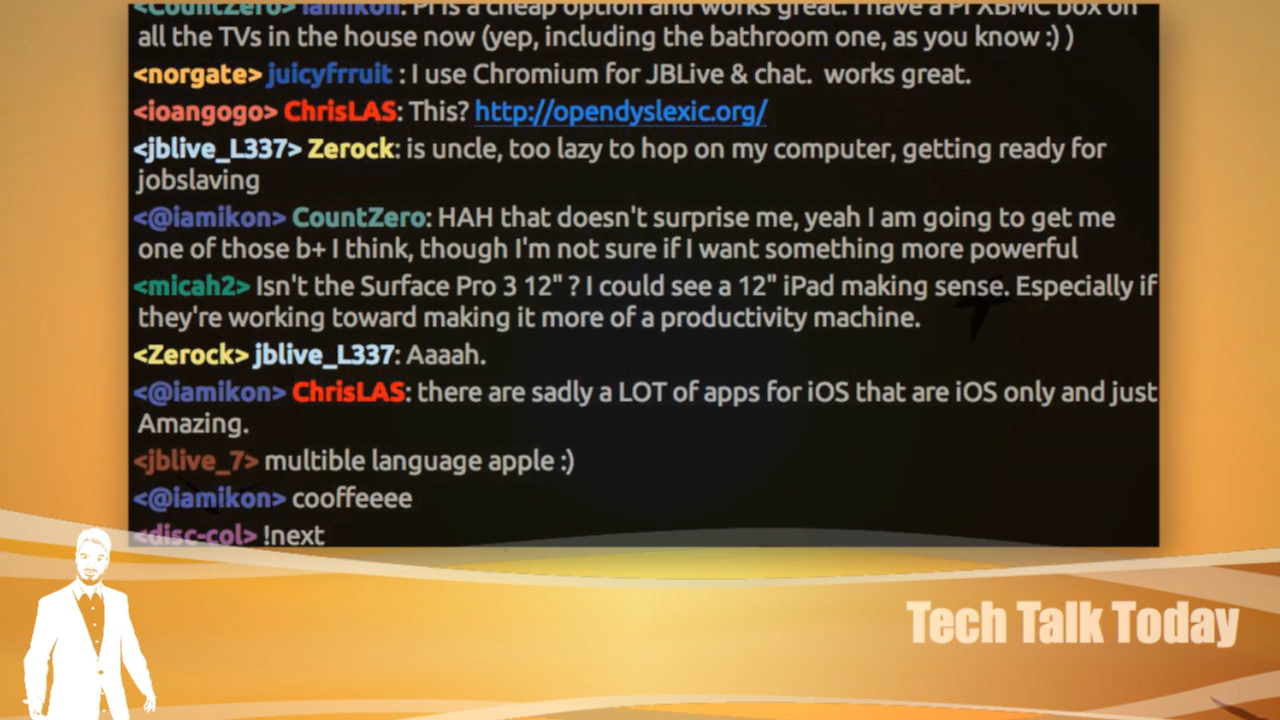 <CountZero> iamikon: PI is a cheap option and works great. I have a Pi XBMC box on
all the TVs in the house now (yep, including the bathroom one, as you know :) )
<norgate> juicyfrruit : I use Chromium for JBLive & chat.  works great.
<ioangogo> ChrisLAS: This? http://opendyslexic.org/
<jblive_L337> Zerock: is uncle, too lazy to hop on my computer, getting ready for
jobslaving
<@iamikon> CountZero: HAH that doesn't surprise me, yeah I am going to get me
one of those b+ I think, though I'm not sure if I want something more powerful
<micah2> Isn't the Surface Pro 3 12" ? I could see a 12" iPad making sense. Especially if
they're working toward making it more of a productivity machine.
<Zerock> jblive_L337: Aaaah.
<@iamikon> ChrisLAS: there are sadly a LOT of apps for iOS that are iOS only and just
Amazing.
<jblive_7> multible language apple :)
<@iamikon> cooffeeee
<disc-col> !next
Tech Talk Today